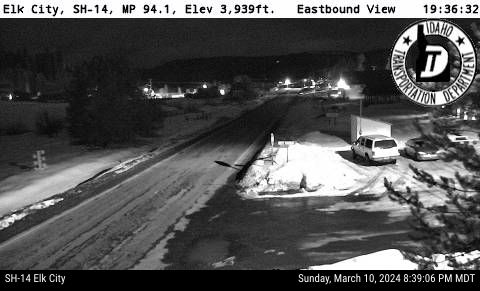 Elk City, SH-14, MP 94.1, Elev 3,939ft. Eastbound View 19:36:32
IDAHO
TRANSPORTATION DEPARTMENT
SH-14 Elk City Sunday, March 10, 2024 8:39:06 PM MDT